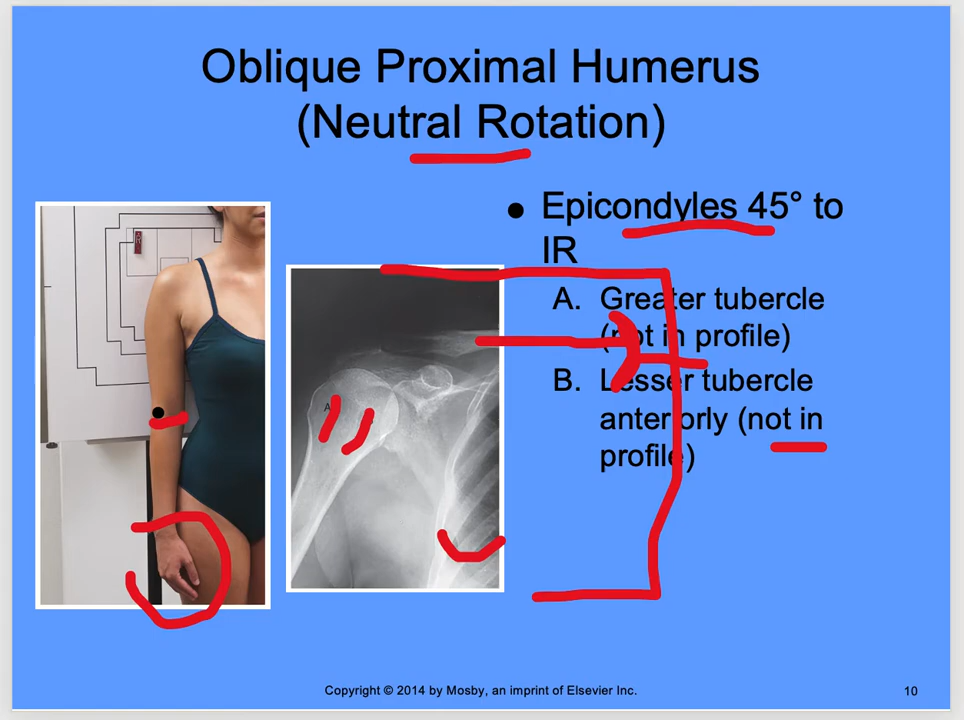 Oblique Proximal Humerus
(Neutral Rotation)
• Epicondyles 45° to
IR
A. Greater tubercle
(not in profile)
B. Lesser tubercle
anteriorly (not in
profile)
R
A
Copyright © 2014 by Mosby, an imprint of Elsevier Inc.
10